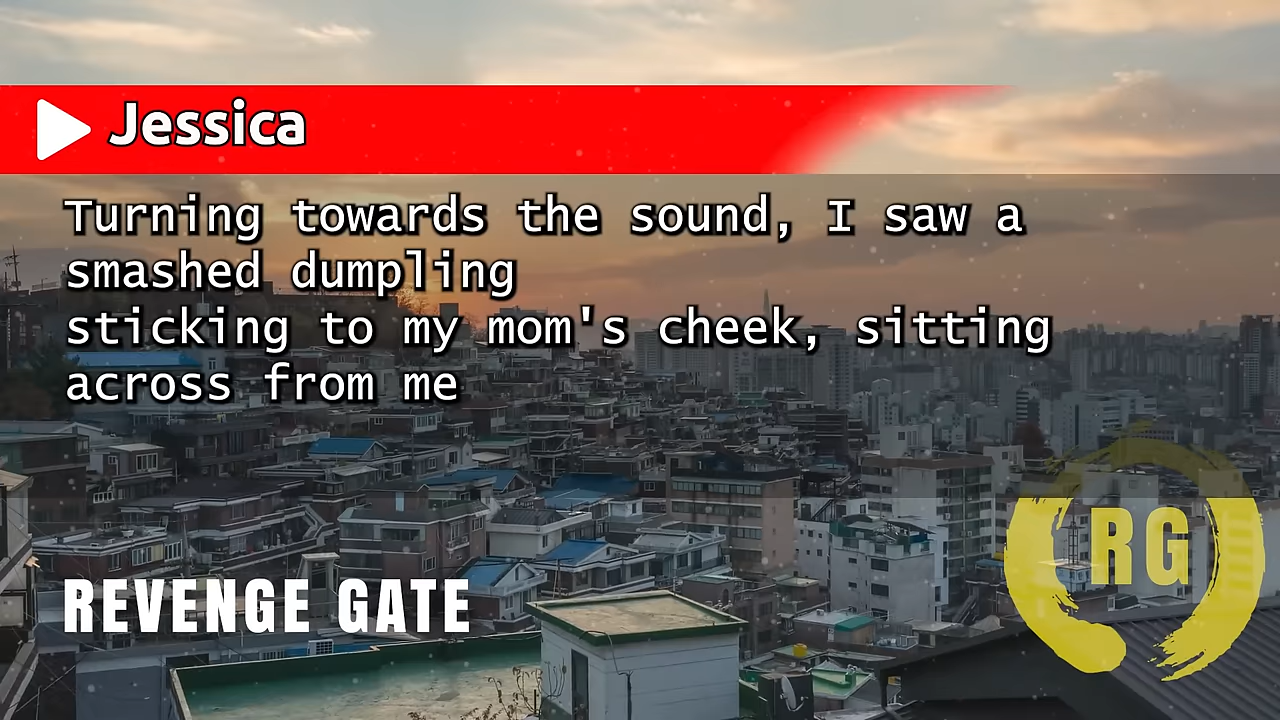 Jessica
Turning towards the sound, I saw a
smashed dumpling
sticking to my mom's cheek, sitting
across from me
RG
REVENGE GATE